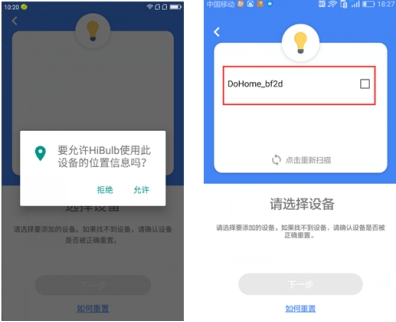 10:20
要允许HiBulb使用此
设备的位置信息吗?
拒绝
允许
选择设备
请选择要添加的设备。如果找不到设备，请确认设备
是否被正确重置。
下一步
如何重置
中国移动
18:27
DoHome_bf2d
点击重新扫描
请选择设备
请选择要添加的设备。如果找不到设备，请确认设备是否被
正确重置。
下一步
如何重置